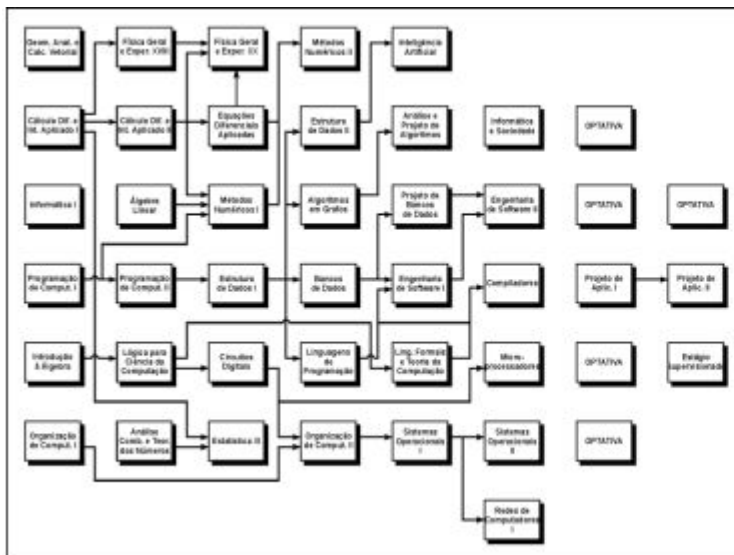 Geom. Anal. e
Calc. Vetorial
Física Geral
e Exper. XVIII
Física Geral
e Exper. IX
Métodos
Numéricos II
Inteligência
Artificial
Cálculo Dif. e
Int. Aplicado I
Cálculo Dif. e
Int. Aplicado II
Equações
Diferenciais
Aplicadas
Estrutura
de Dados II
Análise
e Projeto de
Algoritmos
Informática
e Sociedade
OPTATIVA
Informática I
Álgebra
Linear
Métodos
Numéricos I
Algoritmos
em Grafos
Projeto de
Bancos
de Dados
Engenharia
de Software II
OPTATIVA
OPTATIVA
Programação
de Comput. I
Programação
de Comput. II
Estrutura
de Dados I
Bancos
de Dados
Engenharia
de Software I
Compiladores
Projeto de
Aplic. I
Projeto de
Aplic. II
Introdução
à Álgebra
Lógica para
Ciência da
Computação
Circuitos
Digitais
Linguagens
de
Programação
Ling. Formais
e Teoria da
Computação
Micro-
processadores
OPTATIVA
Estágio
Supervisionado
Organização
de Comput. I
Análise
Comb. e Teor.
dos Números
Estatística
Organização
de Comput. II
Sistemas
Operacionais
I
Sistemas
Operacionais
II
OPTATIVA
Redes de
Computadores
I